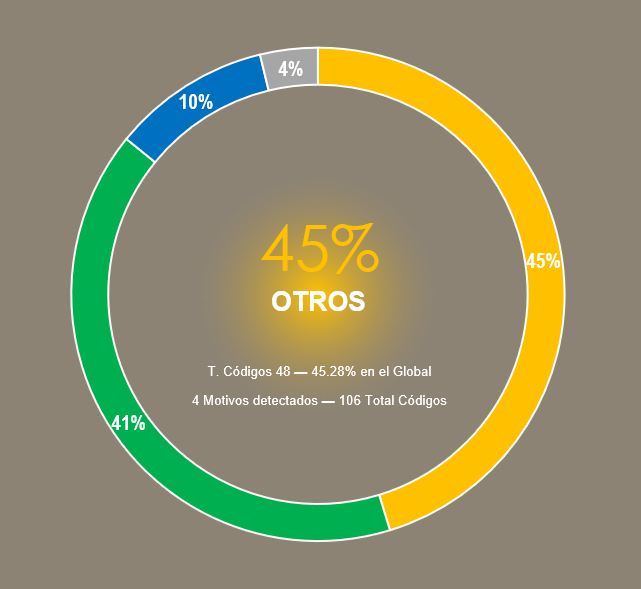 4%
10%
45%
45%
OTROS
T. Códigos 48 — 45.28% en el Global
4 Motivos detectados — 106 Total Códigos
41%